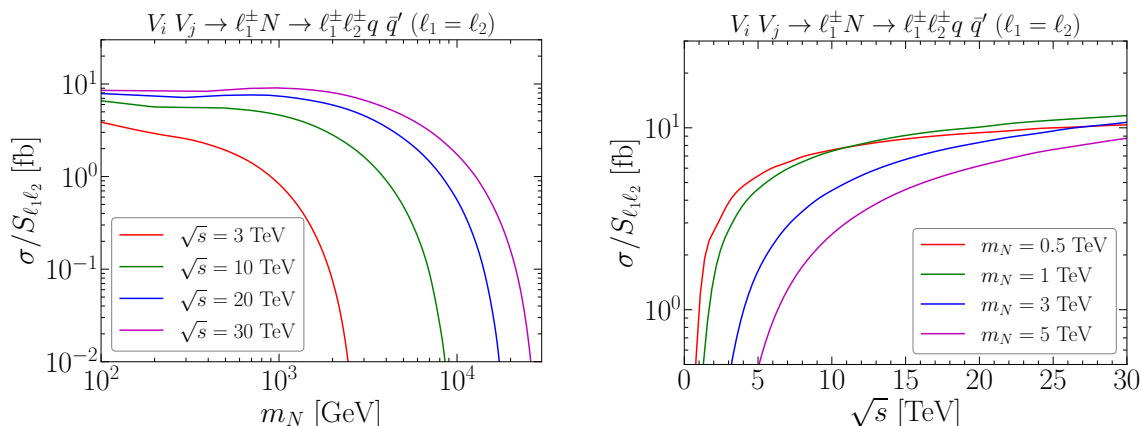 V_i V_j → ℓ_1^± N → ℓ_1^± ℓ_2^± q q̄′ (ℓ_1 = ℓ_2)
σ/S_{ℓ_1ℓ_2} [fb]
10^1
10^0
10^{−1}
10^{−2}
√s = 3 TeV
√s = 10 TeV
√s = 20 TeV
√s = 30 TeV
10^2 10^3 10^4
m_N [GeV]
V_i V_j → ℓ_1^± N → ℓ_1^± ℓ_2^± q q̄′ (ℓ_1 = ℓ_2)
σ/S_{ℓ_1ℓ_2} [fb]
10^1
10^0
m_N = 0.5 TeV
m_N = 1 TeV
m_N = 3 TeV
m_N = 5 TeV
0 5 10 15 20 25 30
√s [TeV]